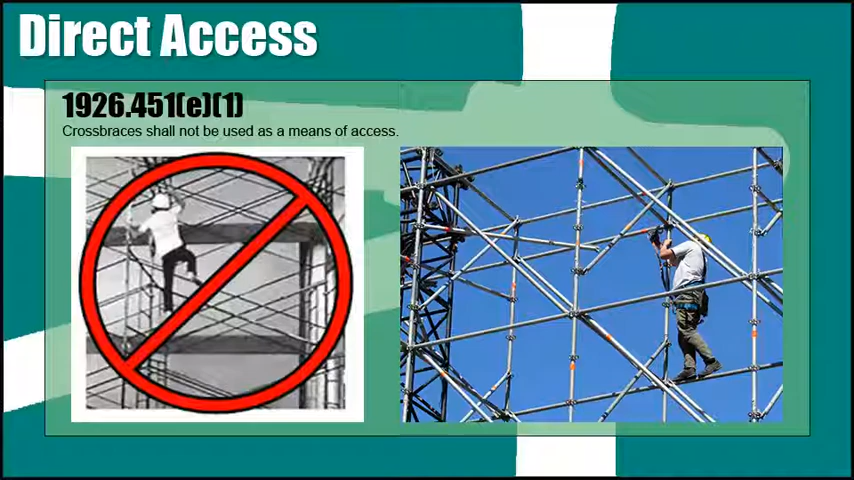 Direct Access
1926.451(e)(1)
Crossbraces shall not be used as a means of access.